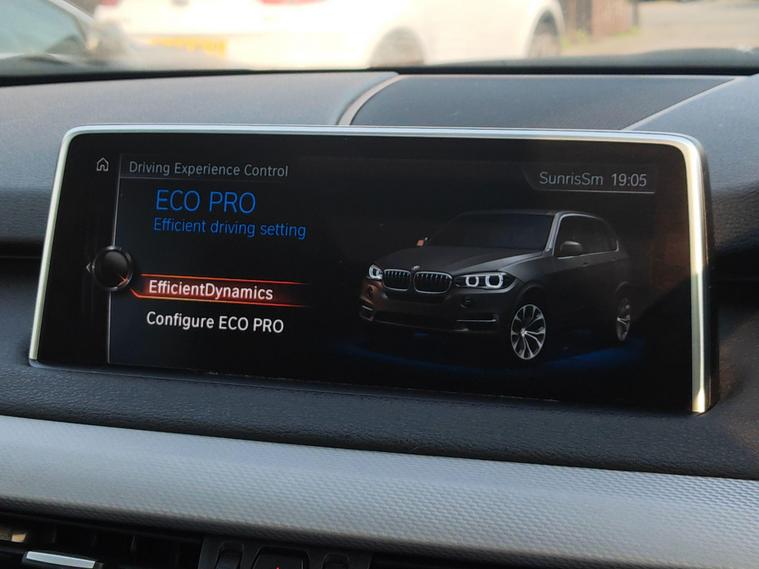 Driving Experience Control
SunrisSm 19:05
ECO PRO
Efficient driving setting
EfficientDynamics
Configure ECO PRO